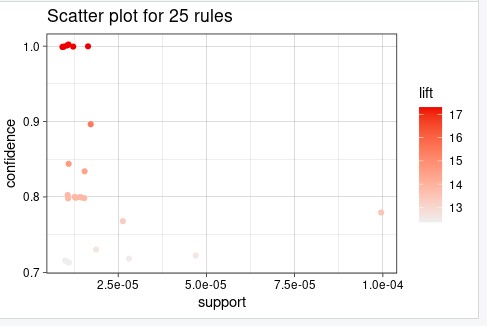 Scatter plot for 25 rules
1.0
0.9
0.8
0.7
confidence
2.5e-05 5.0e-05 7.5e-05 1.0e-04
support
lift
17
16
15
14
13